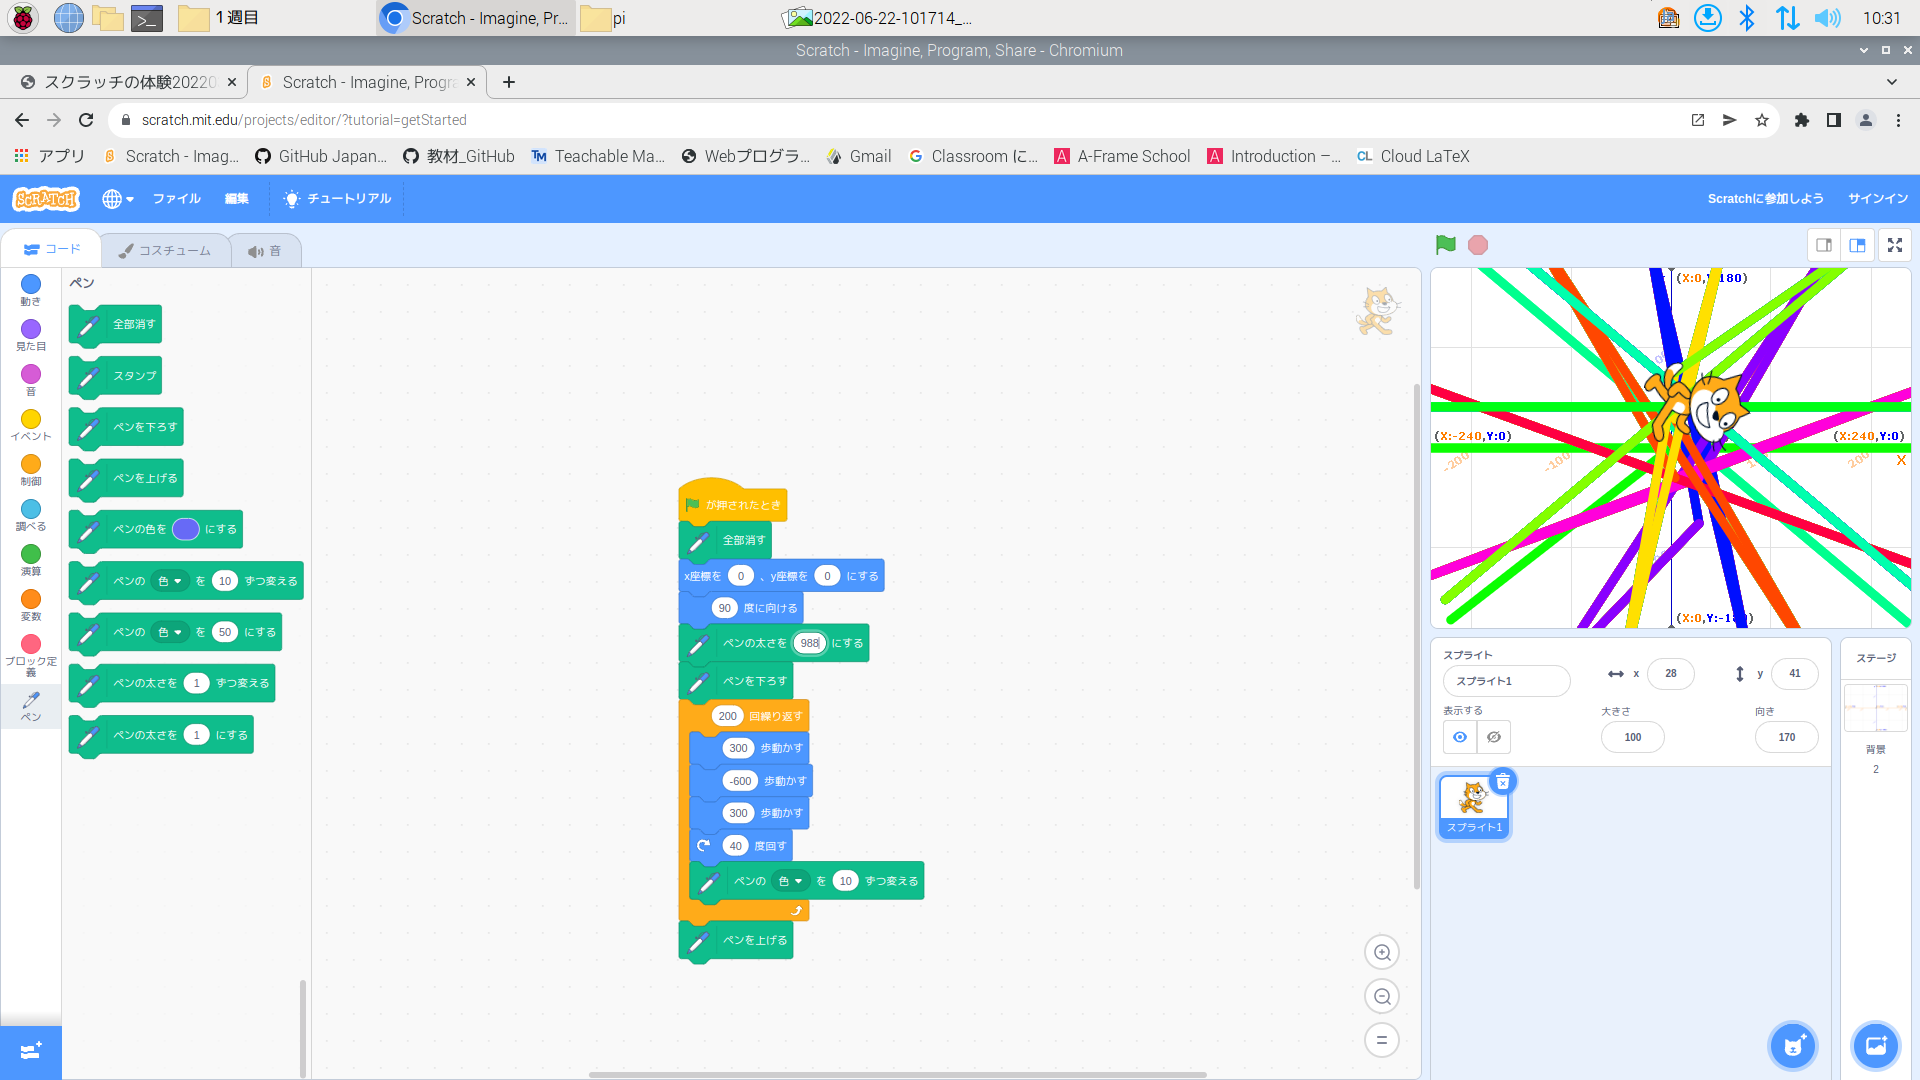 1週目
Scratch - Imagine, Pr...
pi
2022-06-22-101714_...
10:31
Scratch - Imagine, Program, Share - Chromium
スクラッチの体験20220
Scratch - Imagine, Progra
scratch.mit.edu/projects/editor/?tutorial=getStarted
アプリ
Scratch - Imag...
GitHub Japan...
教材_GitHub
Teachable Ma...
Webプログラ...
Gmail
Classroom に...
A-Frame School
Introduction –...
Cloud LaTeX
SCRATCH
ファイル
編集
チュートリアル
Scratchに参加しよう
サインイン
コード
コスチューム
音
動き
見た目
音
イベント
制御
調べる
演算
変数
ブロック定義
ペン
ペン
全部消す
スタンプ
ペンを下ろす
ペンを上げる
ペンの色を にする
ペンの 色 を 10 ずつ変える
ペンの 色 を 50 にする
ペンの太さを 1 ずつ変える
ペンの太さを 1 にする
が押されたとき
全部消す
x座標を 0 、y座標を 0 にする
90 度に向ける
ペンの太さを 988 にする
ペンを下ろす
200 回繰り返す
300 歩動かす
-600 歩動かす
300 歩動かす
40 度回す
ペンの 色 を 10 ずつ変える
ペンを上げる
(X:0,Y:180)
(X:-240,Y:0)
(X:240,Y:0)
-200
-100
200
X
スプライト
スプライト1
x 28
y 41
表示する
大きさ
100
向き
170
スプライト1
ステージ
背景
2